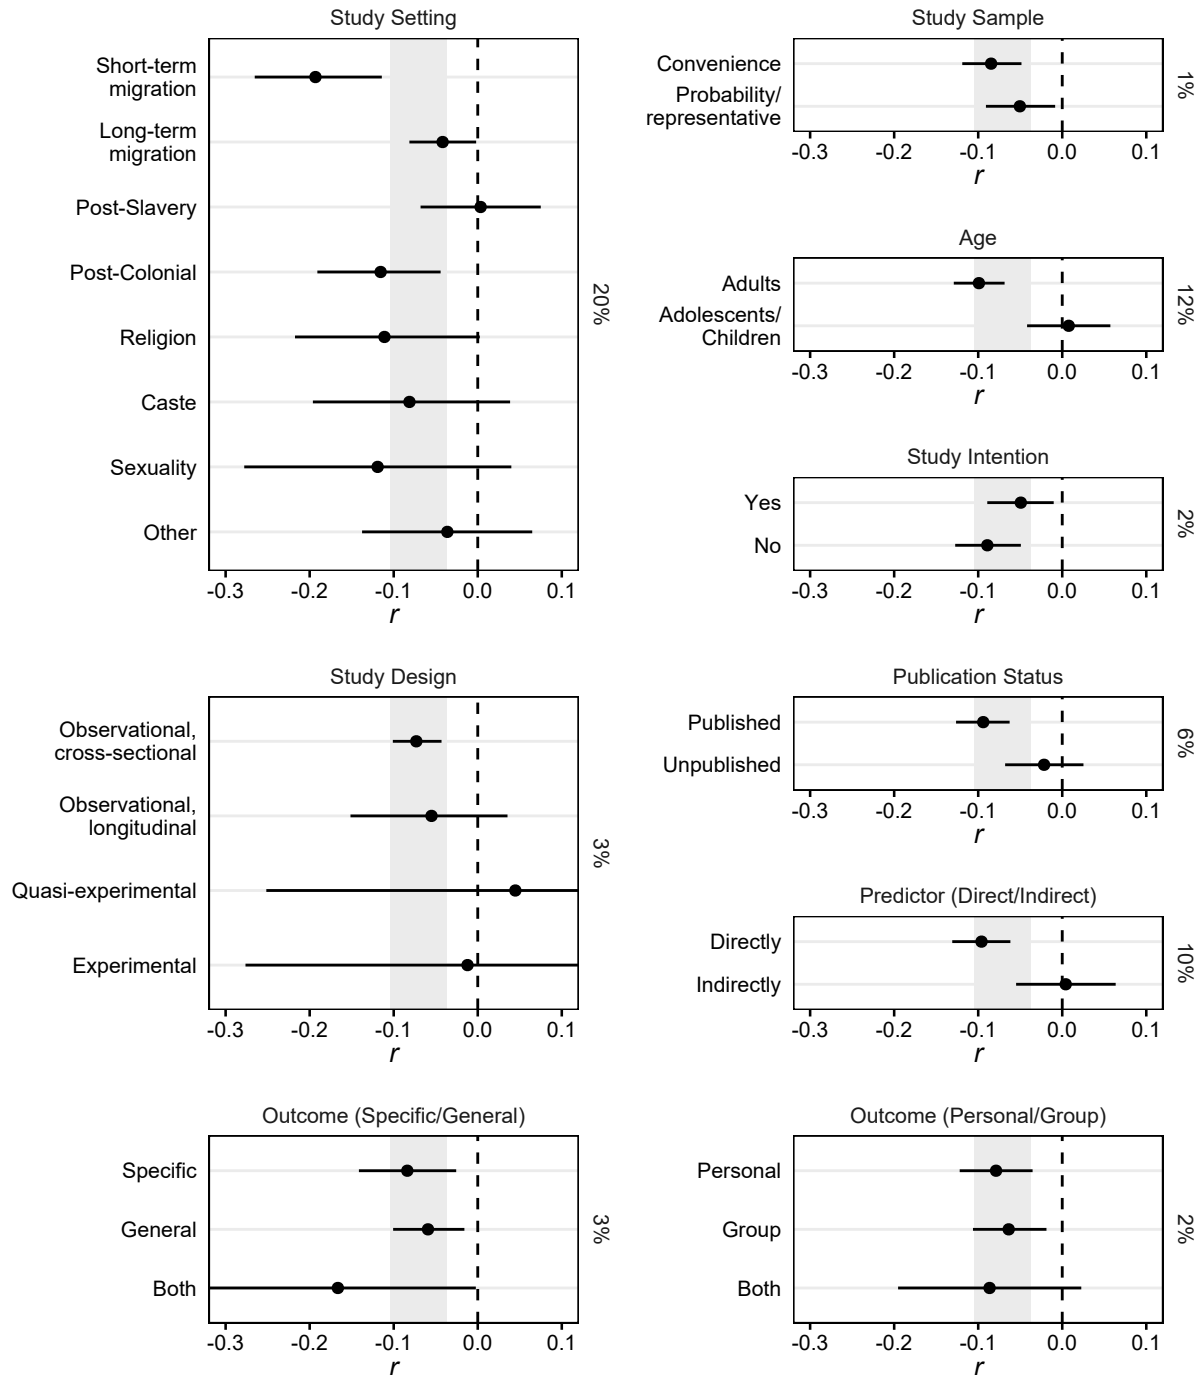 Study Setting
Short-term
migration
Long-term
migration
Post-Slavery
Post-Colonial
Religion
Caste
Sexuality
Other
20%
-0.3 -0.2 -0.1 0.0 0.1
r
Study Design
Observational,
cross-sectional
Observational,
longitudinal
Quasi-experimental
Experimental
3%
-0.3 -0.2 -0.1 0.0 0.1
r
Outcome (Specific/General)
Specific
General
Both
3%
-0.3 -0.2 -0.1 0.0 0.1
r
Study Sample
Convenience
Probability/
representative
1%
-0.3 -0.2 -0.1 0.0 0.1
r
Age
Adults
Adolescents/
Children
12%
-0.3 -0.2 -0.1 0.0 0.1
r
Study Intention
Yes
No
2%
-0.3 -0.2 -0.1 0.0 0.1
r
Publication Status
Published
Unpublished
6%
-0.3 -0.2 -0.1 0.0 0.1
r
Predictor (Direct/Indirect)
Directly
Indirectly
10%
-0.3 -0.2 -0.1 0.0 0.1
r
Outcome (Personal/Group)
Personal
Group
Both
2%
-0.3 -0.2 -0.1 0.0 0.1
r